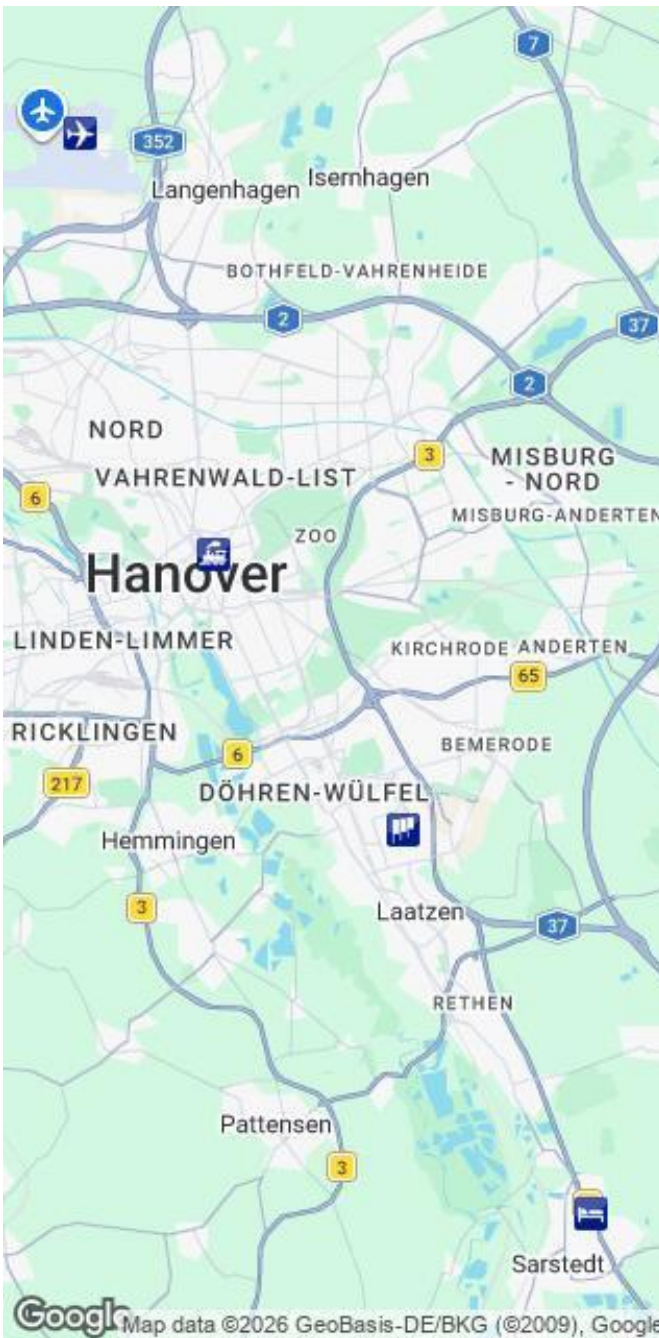 7
352
Langenhagen
Isernhagen
BOTHFELD-VAHRENHEIDE
2
37
2
NORD
3
MISBURG
- NORD
VAHRENWALD-LIST
6
MISBURG-ANDERTEN
ZOO
Hanover
LINDEN-LIMMER
KIRCHRODE
ANDERTEN
65
RICKLINGEN
6
BEMERODE
217
DÖHREN-WÜLFEL
Hemmingen
3
Laatzen
37
RETHEN
Pattensen
3
Sarstedt
Google
Map data ©2026 GeoBasis-DE/BKG (©2009), Google